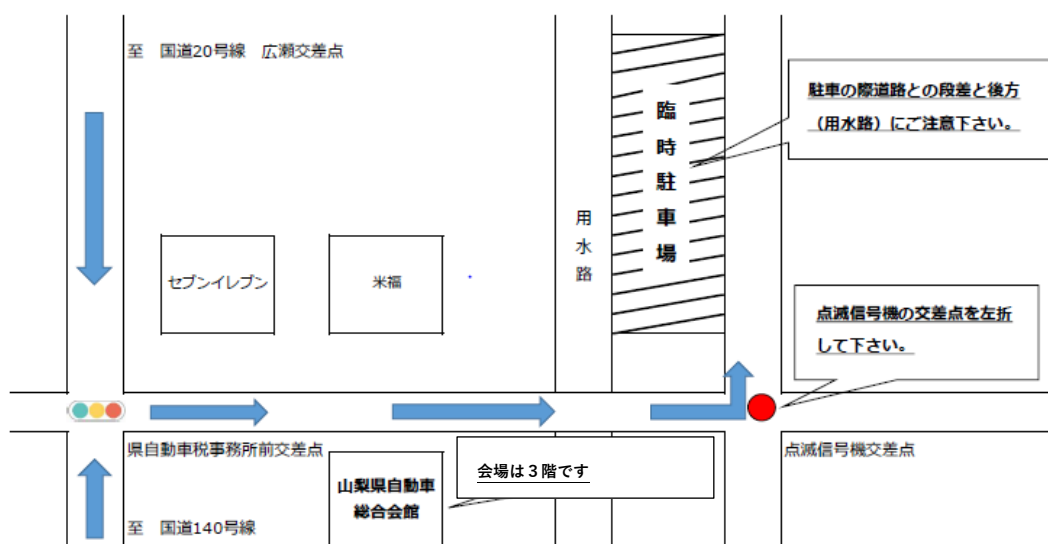 至　国道20号線　広瀬交差点
臨時駐車場
駐車の際道路との段差と後方
（用水路）にご注意下さい。
用水路
セブンイレブン
米福
点滅信号機の交差点を左折
して下さい。
県自動車税事務所前交差点
点滅信号機交差点
会場は３階です
山梨県自動車
総合会館
至　国道140号線